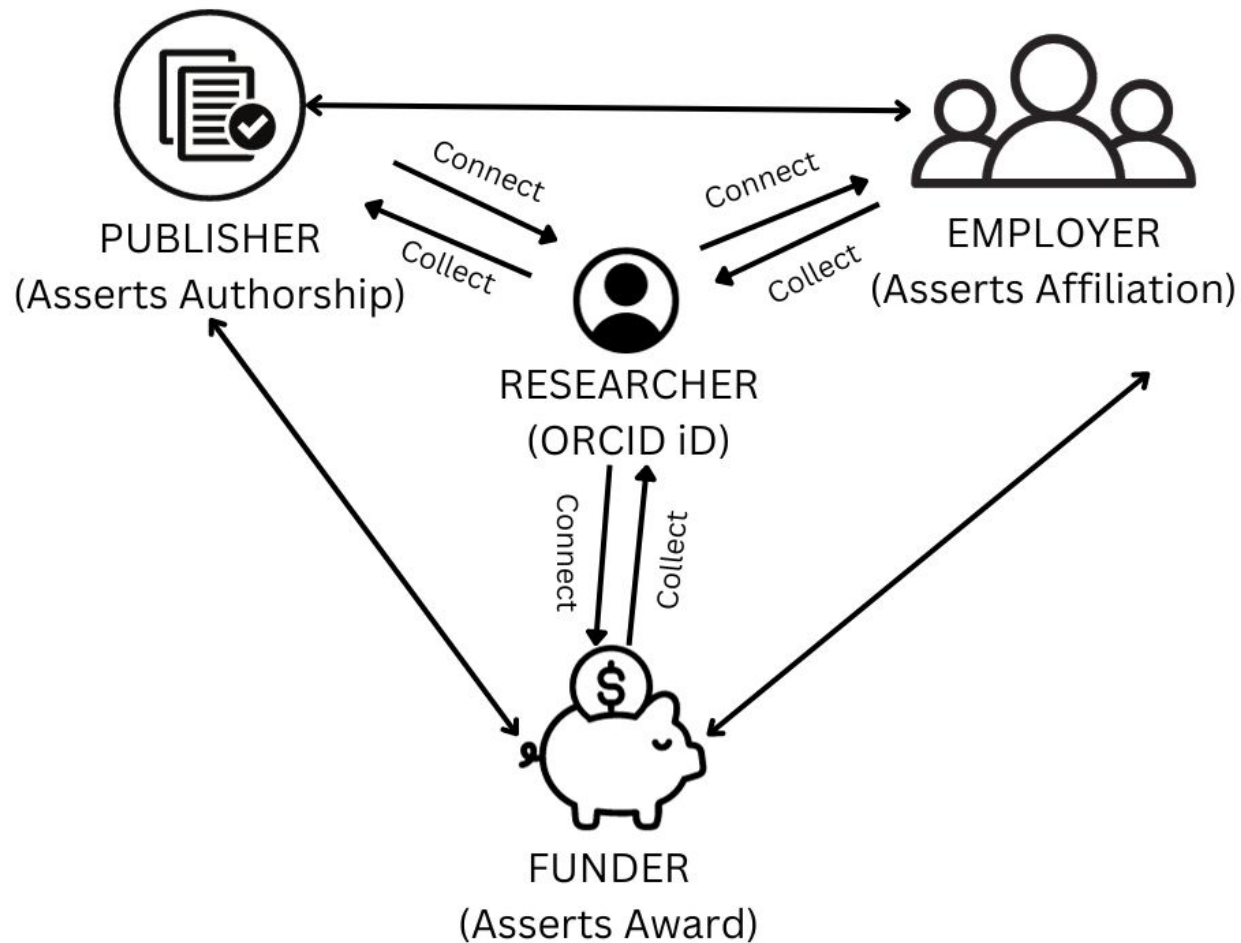 Connect
Connect
PUBLISHER
(Asserts Authorship)
Collect
Collect
EMPLOYER
(Asserts Affiliation)
RESEARCHER
(ORCID iD)
Connect
Collect
$
FUNDER
(Asserts Award)